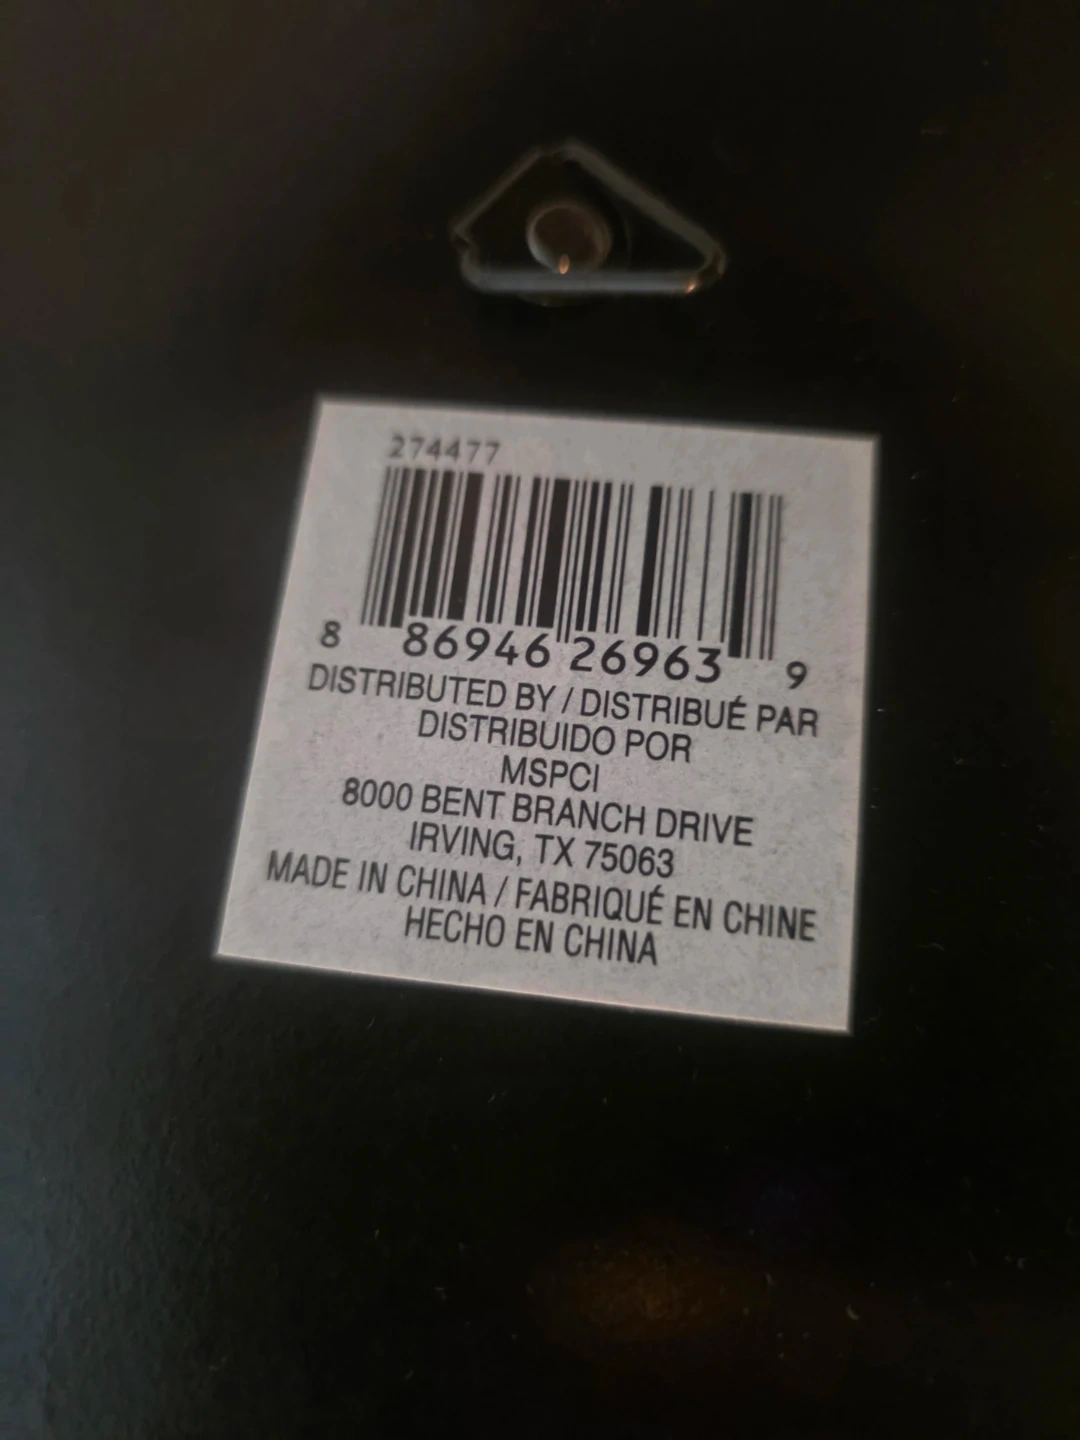 274477
8 86946 26963 9
DISTRIBUTED BY / DISTRIBUÉ PAR
DISTRIBUIDO POR
MSPCI
8000 BENT BRANCH DRIVE
IRVING, TX 75063
MADE IN CHINA / FABRIQUÉ EN CHINE
HECHO EN CHINA